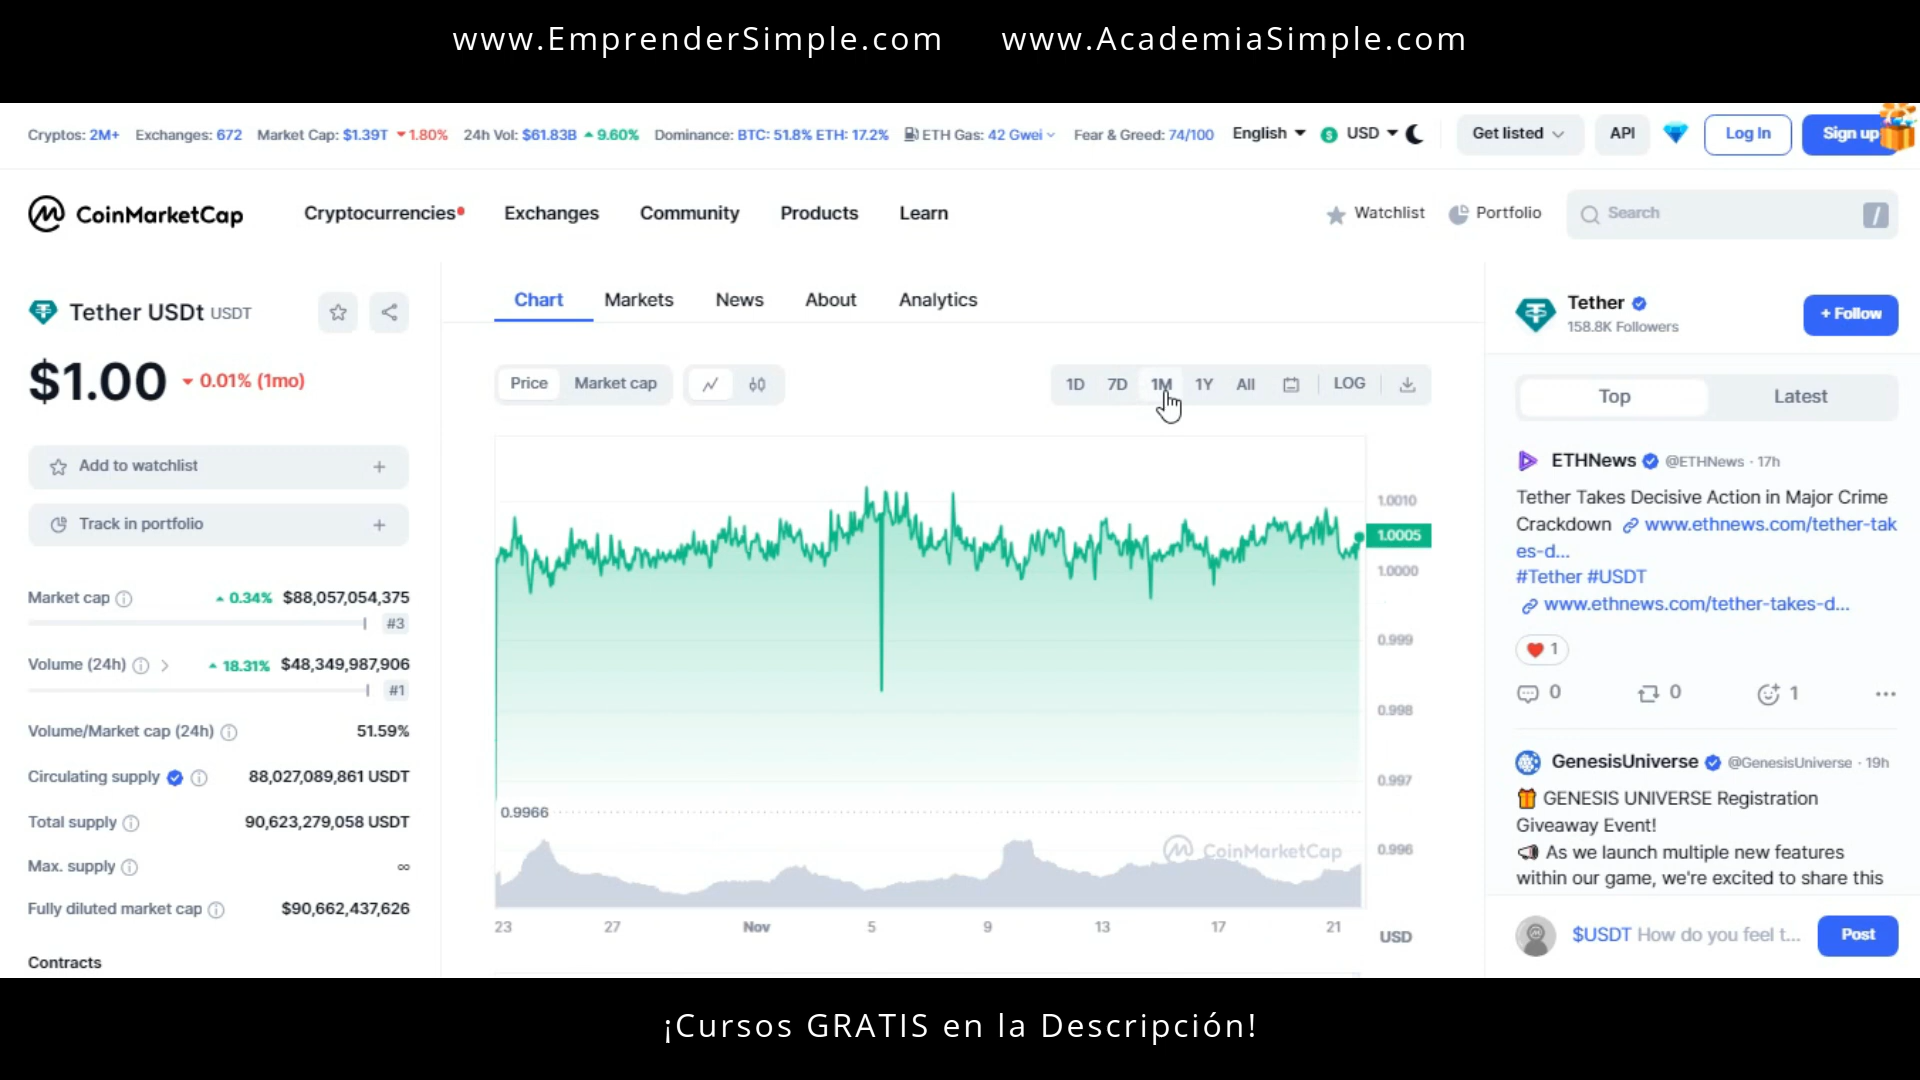 www.EmprenderSimple.com www.AcademiaSimple.com
Cryptos: 2M+ Exchanges: 672 Market Cap: $1.39T 1.80% 24h Vol: $61.83B 9.60% Dominance: BTC: 51.8% ETH: 17.2% ETH Gas: 42 Gwei Fear & Greed: 74/100 English USD Get listed API Log In Sign up
CoinMarketCap Cryptocurrencies Exchanges Community Products Learn Watchlist Portfolio Search /
Tether USDt USDT
$1.00 0.01% (1mo)
Add to watchlist +
Track in portfolio +
Market cap 0.34% $88,057,054,375
#3
Volume (24h) 18.31% $48,349,987,906
#1
Volume/Market cap (24h) 51.59%
Circulating supply 88,027,089,861 USDT
Total supply 90,623,279,058 USDT
Max. supply ∞
Fully diluted market cap $90,662,437,626
Contracts
Chart Markets News About Analytics
Price Market cap 1D 7D 1M 1Y All LOG
1.0010
1.0005
1.0000
0.999
0.998
0.997
0.9966
CoinMarketCap
0.996
23 27 Nov 5 9 13 17 21
USD
Tether
158.8K Followers
+ Follow
Top Latest
ETHNews @ETHNews · 17h
Tether Takes Decisive Action in Major Crime
Crackdown www.ethnews.com/tether-tak
es-d...
#Tether #USDT
www.ethnews.com/tether-takes-d...
1
0 0 1
GenesisUniverse @GenesisUniverse · 19h
GENESIS UNIVERSE Registration
Giveaway Event!
As we launch multiple new features
within our game, we're excited to share this
$USDT How do you feel t... Post
¡Cursos GRATIS en la Descripción!